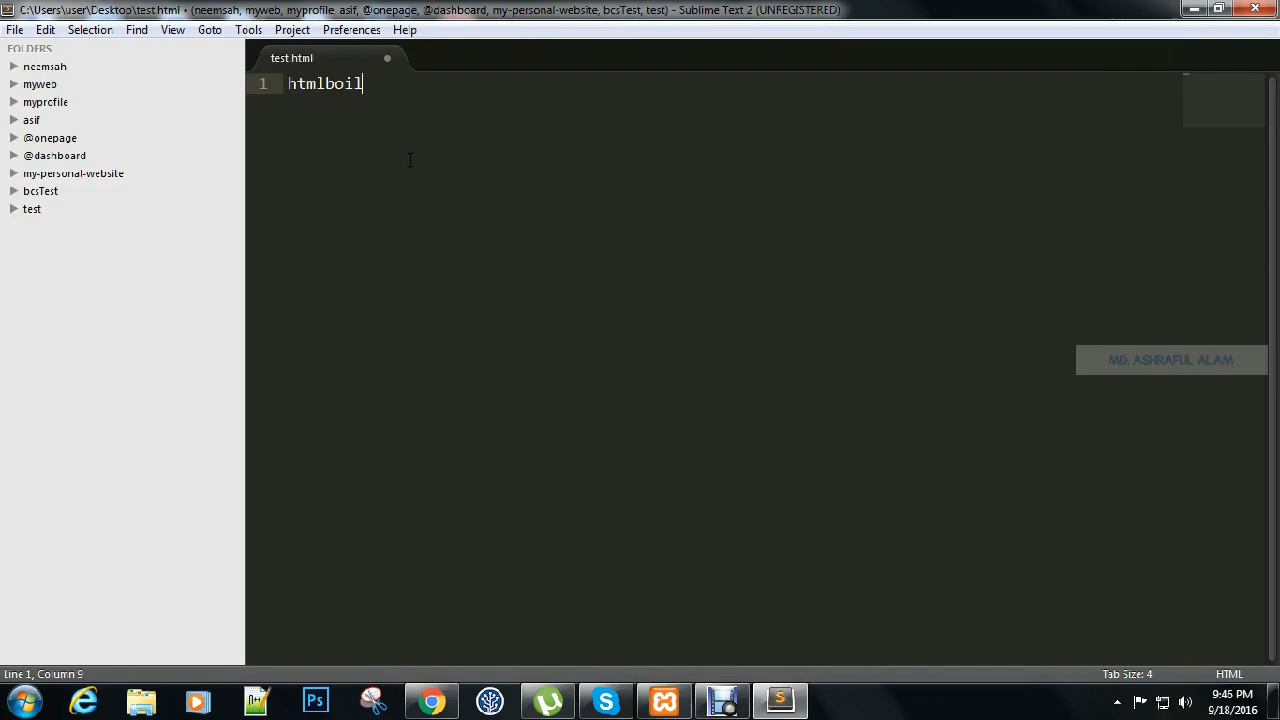 C:\Users\user\Desktop\test.html • (neemsah, myweb, myprofile, asif, @onepage, @dashboard, my-personal-website, bcsTest, test) - Sublime Text 2 (UNREGISTERED)
File Edit Selection Find View Goto Tools Project Preferences Help
FOLDERS
neemsah
myweb
myprofile
asif
@onepage
@dashboard
my-personal-website
bcsTest
test
test.html
1 htmlboil
MD. ASHRAFUL ALAM
Line 1, Column 9
Tab Size: 4
HTML
Ps
9:46 PM
9/18/2016